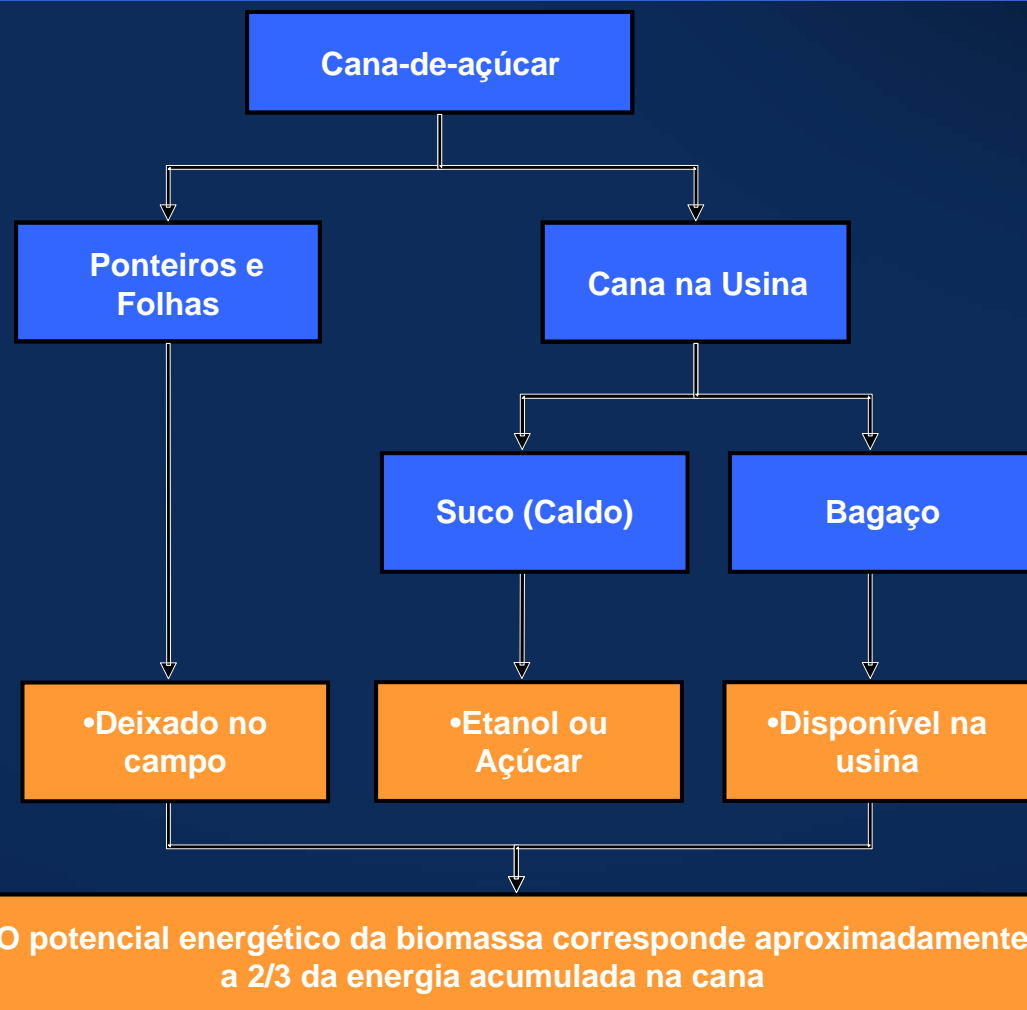 Cana-de-açúcar
Ponteiros e
Folhas
Cana na Usina
Suco (Caldo)
Bagaço
•Deixado no
campo
•Etanol ou
Açúcar
•Disponível na
usina
O potencial energético da biomassa corresponde aproximadamente
a 2/3 da energia acumulada na cana